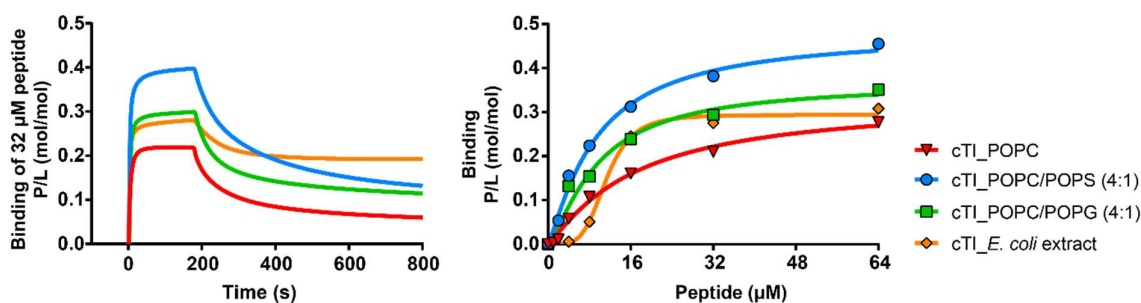 Binding of 32 µM peptide
P/L (mol/mol)
0.5
0.4
0.3
0.2
0.1
0.0
0
200
400
600
800
Time (s)
Binding
P/L (mol/mol)
0.5
0.4
0.3
0.2
0.1
0.0
0
16
32
48
64
Peptide (µM)
cTI_POPC
cTI_POPC/POPS (4:1)
cTI_POPC/POPG (4:1)
cTI_E. coli extract